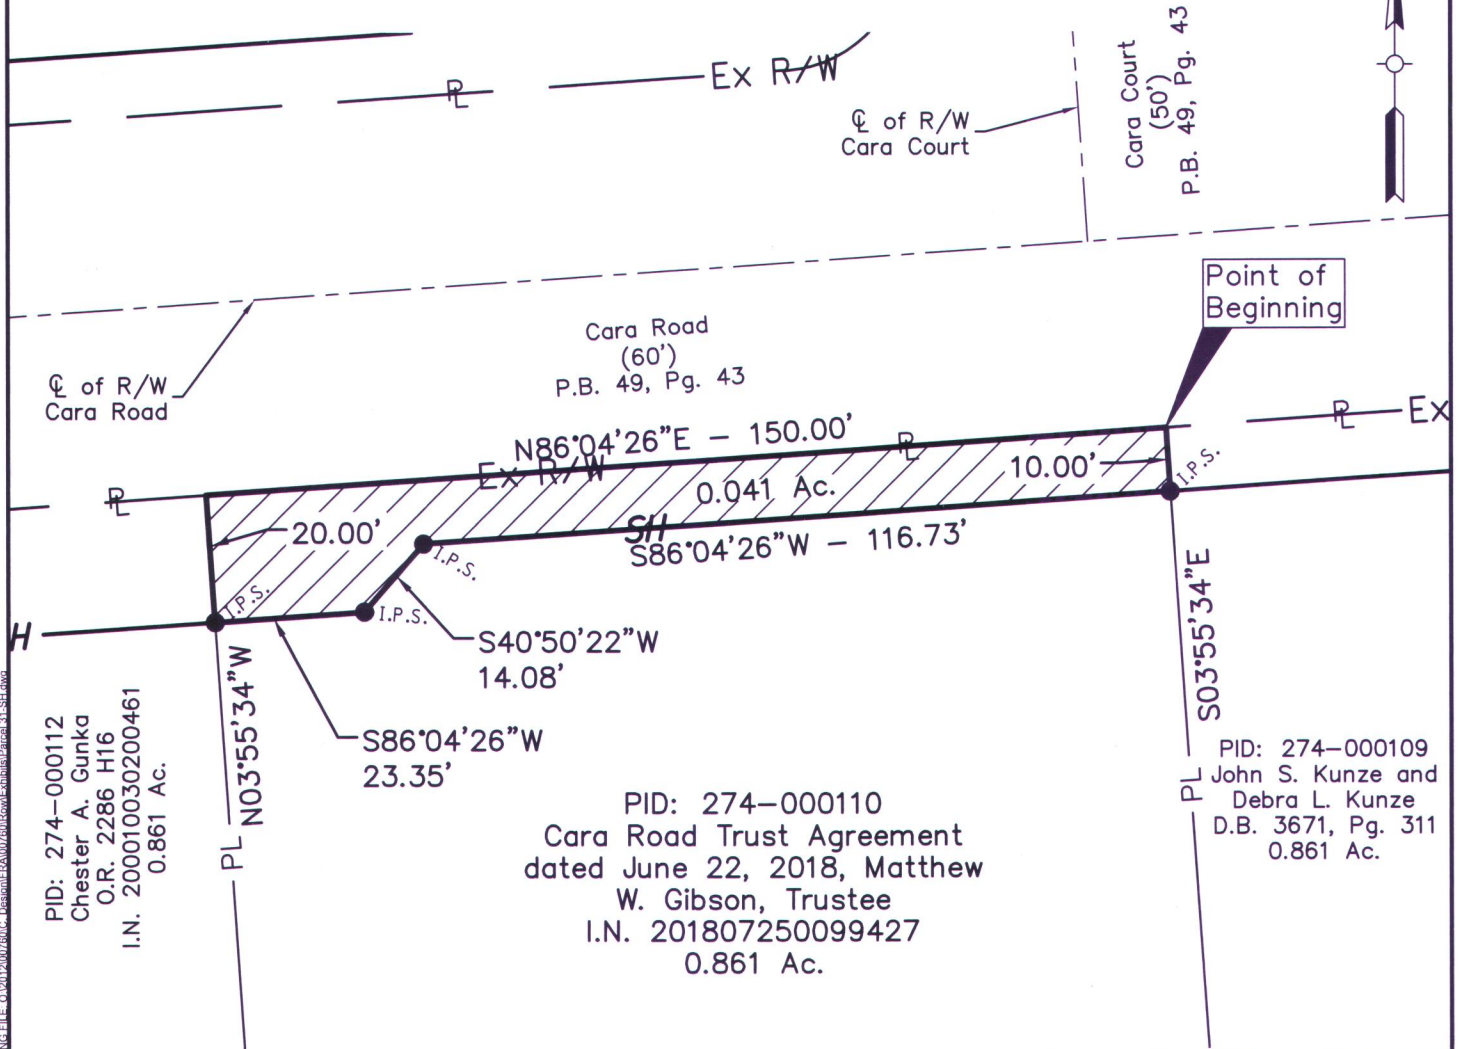 Ex R/W
℄ of R/W
Cara Court
Cara Court
(50')
P.B. 49, Pg. 43
Point of
Beginning
Cara Road
(60')
P.B. 49, Pg. 43
℄ of R/W
Cara Road
PL
PL
Ex
N86°04'26"E – 150.00'
PL
Ex R/W
10.00'
I.P.S.
0.041 Ac.
PL
20.00'
SH
S86°04'26"W – 116.73'
I.P.S.
I.P.S.
I.P.S.
H
S40°50'22"W
14.08'
S86°04'26"W
23.35'
N03°55'34"W
PL
S03°55'34"E
PL
PID: 274–000112
Chester A. Gunka
O.R. 2286 H16
I.N. 200010030200461
0.861 Ac.
PID: 274–000110
Cara Road Trust Agreement
dated June 22, 2018, Matthew
W. Gibson, Trustee
I.N. 201807250099427
0.861 Ac.
PID: 274–000109
John S. Kunze and
Debra L. Kunze
D.B. 3671, Pg. 311
0.861 Ac.